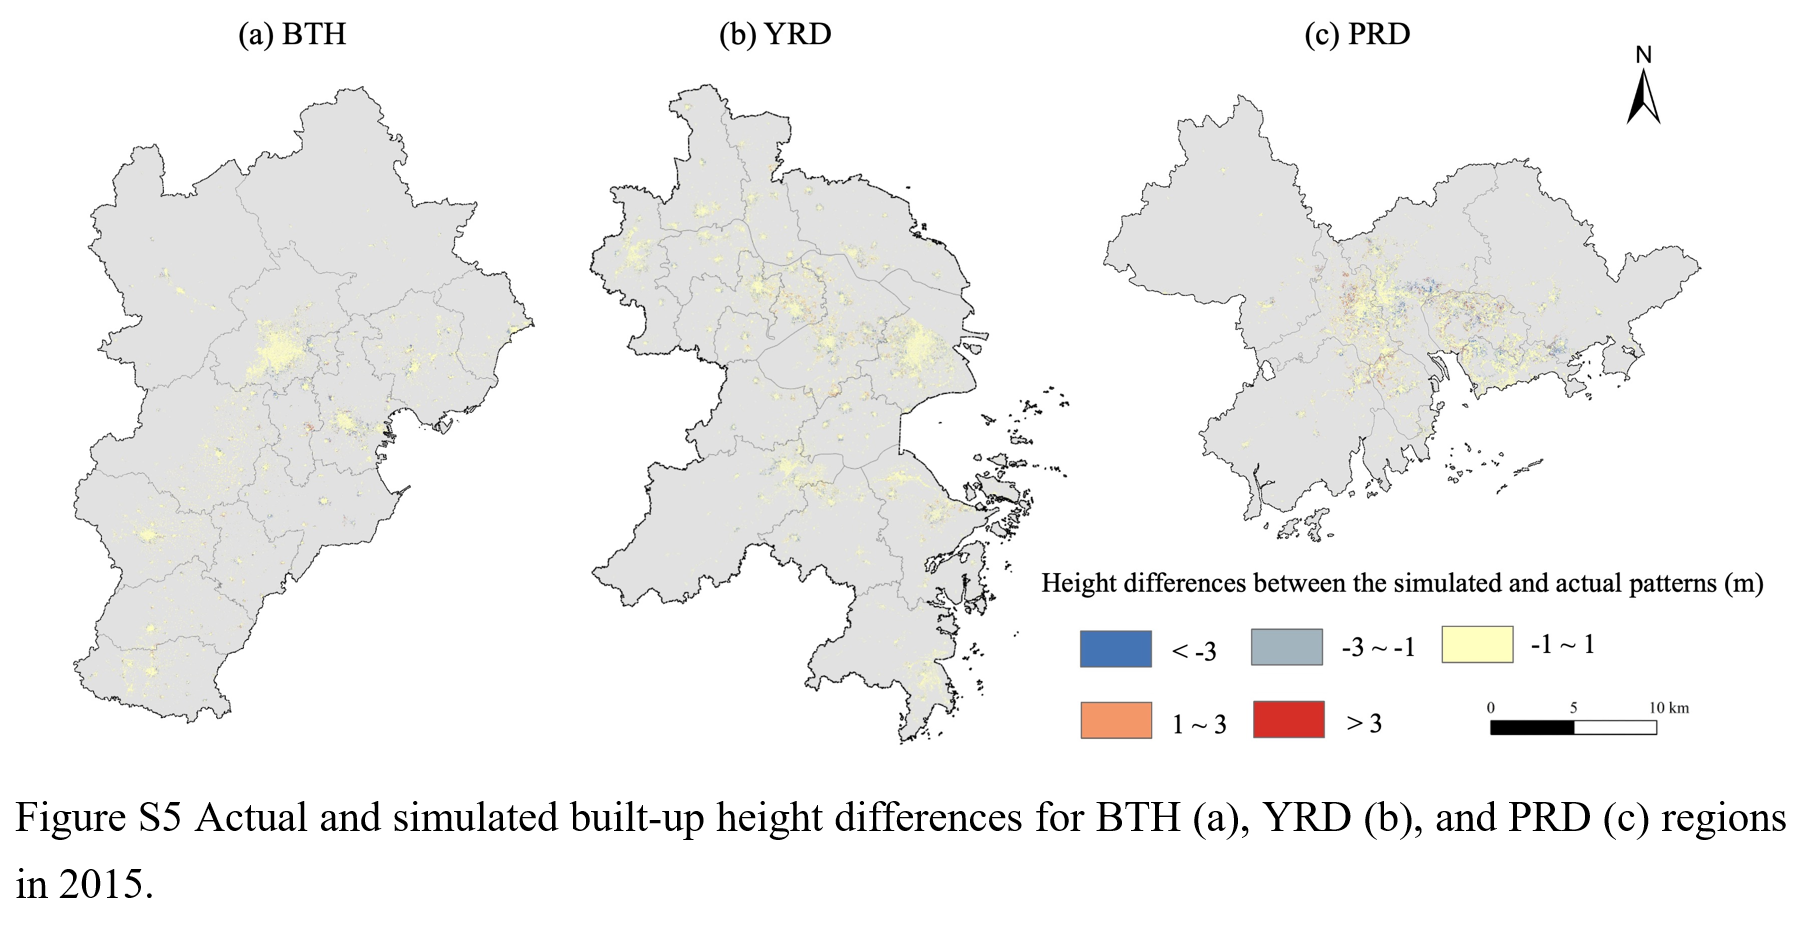 (a) BTH
(b) YRD
(c) PRD
N
Height differences between the simulated and actual patterns (m)
< -3
-3 ~ -1
-1 ~ 1
1 ~ 3
> 3
0 5 10 km
Figure S5 Actual and simulated built-up height differences for BTH (a), YRD (b), and PRD (c) regions
in 2015.